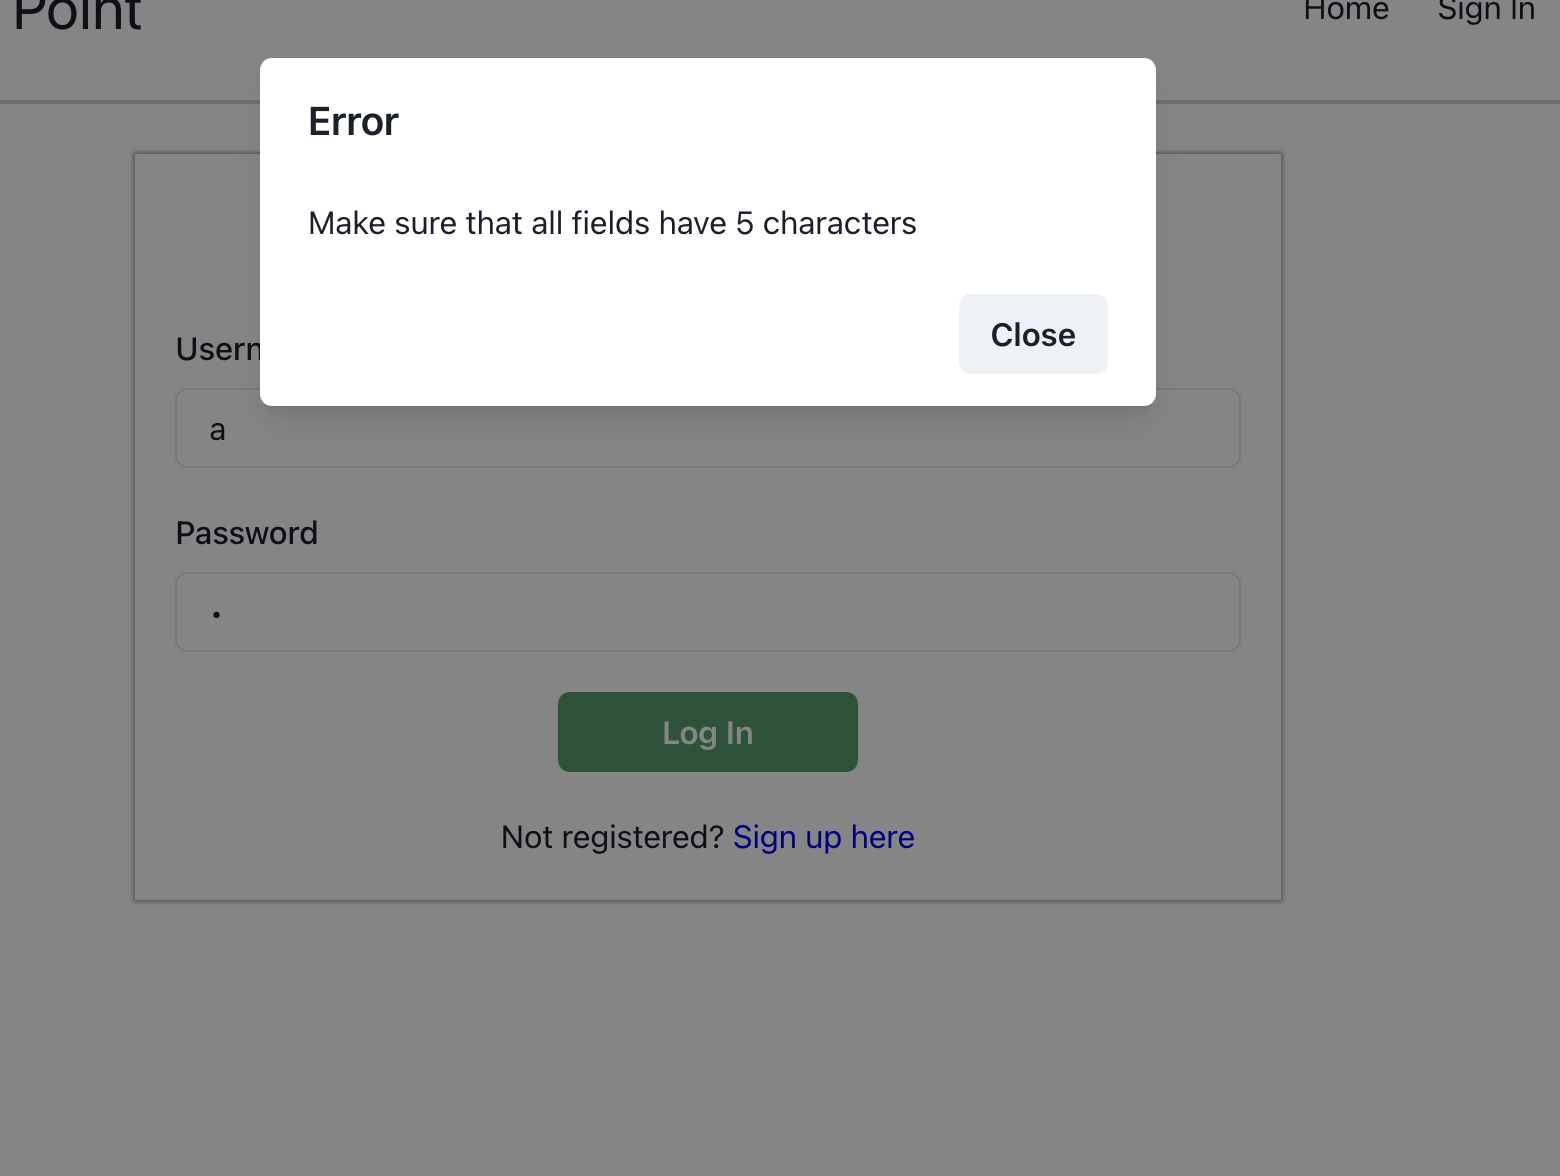 Point
Home Sign In
Error
Make sure that all fields have 5 characters
Close
Usern
a
Password
•
Log In
Not registered? Sign up here